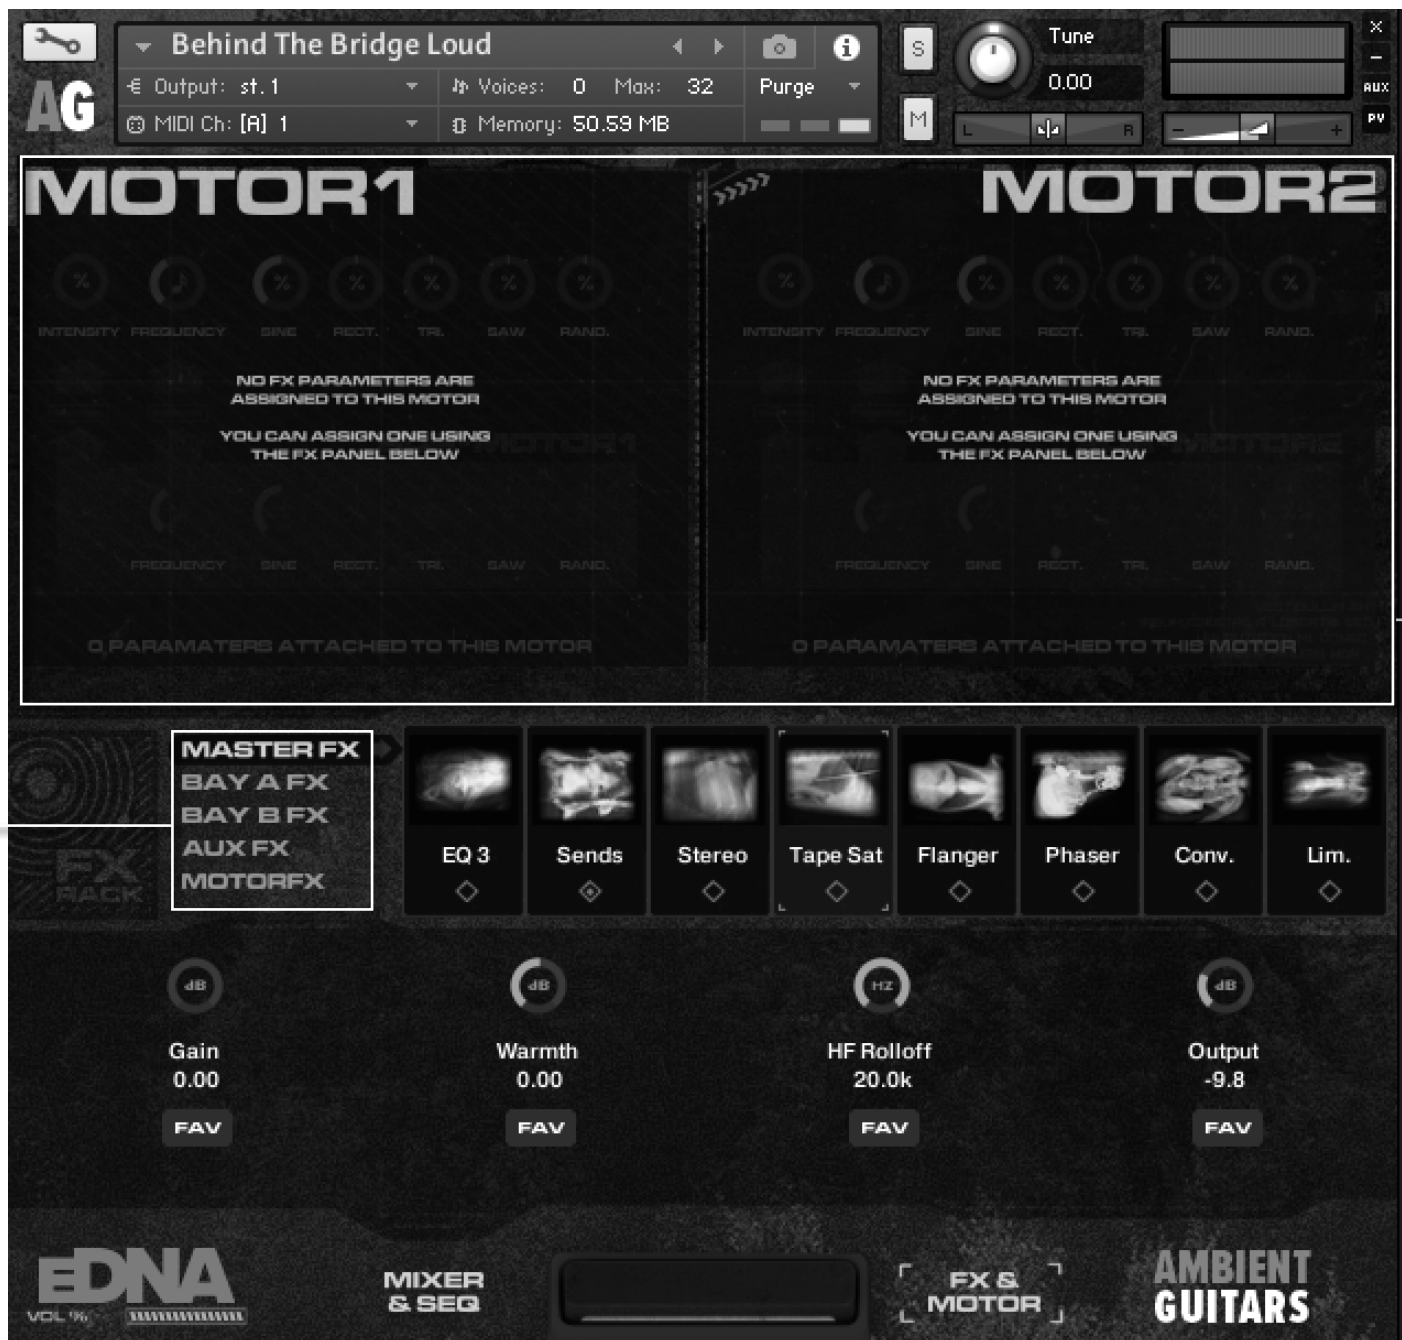 Behind The Bridge Loud
Output: st. 1
Voices: 0 Max: 32
Purge
MIDI Ch: [A] 1
Memory: 50.59 MB
AG
S
M
Tune
0.00
L R
- +
×
-
AUX
PV
MOTOR1
% % % % % %
INTENSITY FREQUENCY SINE RECT. TRI. SAW RAND.
NO FX PARAMETERS ARE
ASSIGNED TO THIS MOTOR
YOU CAN ASSIGN ONE USING
THE FX PANEL BELOW
MOTOR1
FREQUENCY SINE RECT. TRI. SAW RAND.
0 PARAMATERS ATTACHED TO THIS MOTOR
MOTOR2
% % % % % %
INTENSITY FREQUENCY SINE RECT. TRI. SAW RAND.
NO FX PARAMETERS ARE
ASSIGNED TO THIS MOTOR
YOU CAN ASSIGN ONE USING
THE FX PANEL BELOW
MOTOR2
FREQUENCY SINE RECT. TRI. SAW RAND.
0 PARAMATERS ATTACHED TO THIS MOTOR
FX
RACK
MASTER FX
BAY A FX
BAY B FX
AUX FX
MOTORFX
EQ 3
Sends
Stereo
Tape Sat
Flanger
Phaser
Conv.
Lim.
dB
Gain
0.00
FAV
dB
Warmth
0.00
FAV
HZ
HF Rolloff
20.0k
FAV
dB
Output
-9.8
FAV
EDNA
VOL %
MIXER
& SEQ
FX &
MOTOR
AMBIENT
GUITARS